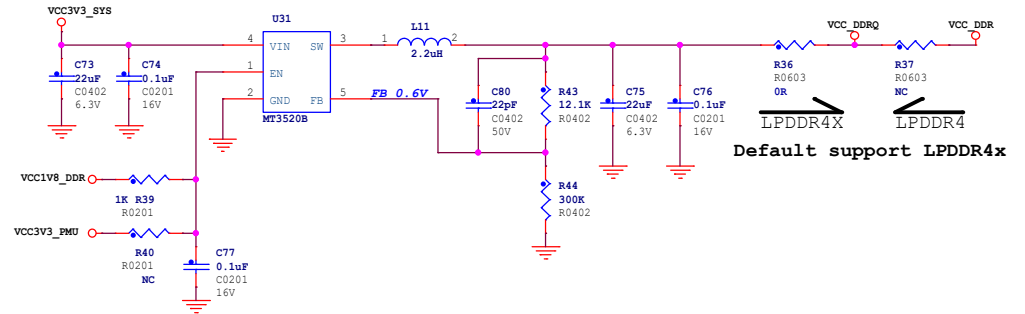 VCC3V3_SYS
U31
L11
VCC_DDRQ
VCC_DDR
4 VIN SW 3
1 2
2.2uH
C73
22uF
C0402
6.3V
C74
0.1uF
C0201
16V
1 EN
2 GND FB 5
MT3520B
FB 0.6V
C80
22pF
C0402
50V
R43
12.1K
R0402
C75
22uF
C0402
6.3V
C76
0.1uF
C0201
16V
R36
R0603
0R
R37
R0603
NC
LPDDR4X
LPDDR4
Default support LPDDR4x
VCC1V8_DDR
1K R39
R0201
R44
300K
R0402
VCC3V3_PMU
R40
R0201
NC
C77
0.1uF
C0201
16V